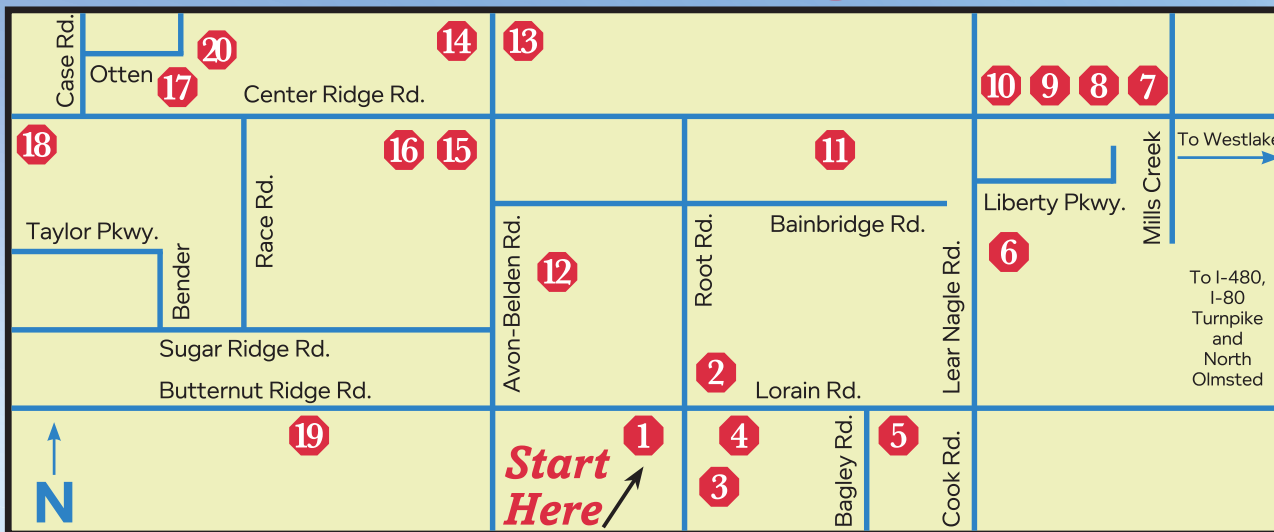 Case Rd.
Otten
20
17
14
13
10
9
8
7
Center Ridge Rd.
18
16
15
11
To Westlake
Mills Creek
Liberty Pkwy.
Race Rd.
Taylor Pkwy.
Bender
Avon-Belden Rd.
12
Root Rd.
Bainbridge Rd.
Lear Nagle Rd.
6
To I-480,
I-80
Turnpike
and
North
Olmsted
Sugar Ridge Rd.
Butternut Ridge Rd.
2
Lorain Rd.
19
1
4
3
Bagley Rd.
5
Cook Rd.
Start
Here
N